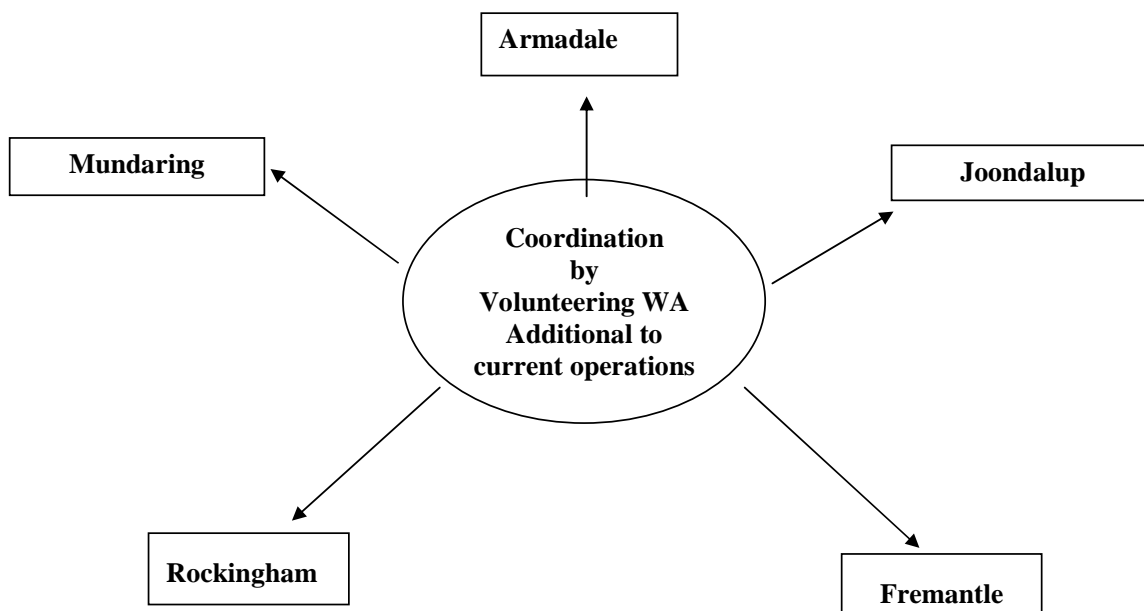 Armadale
Mundaring
Joondalup
Coordination
by
Volunteering WA
Additional to
current operations
Rockingham
Fremantle